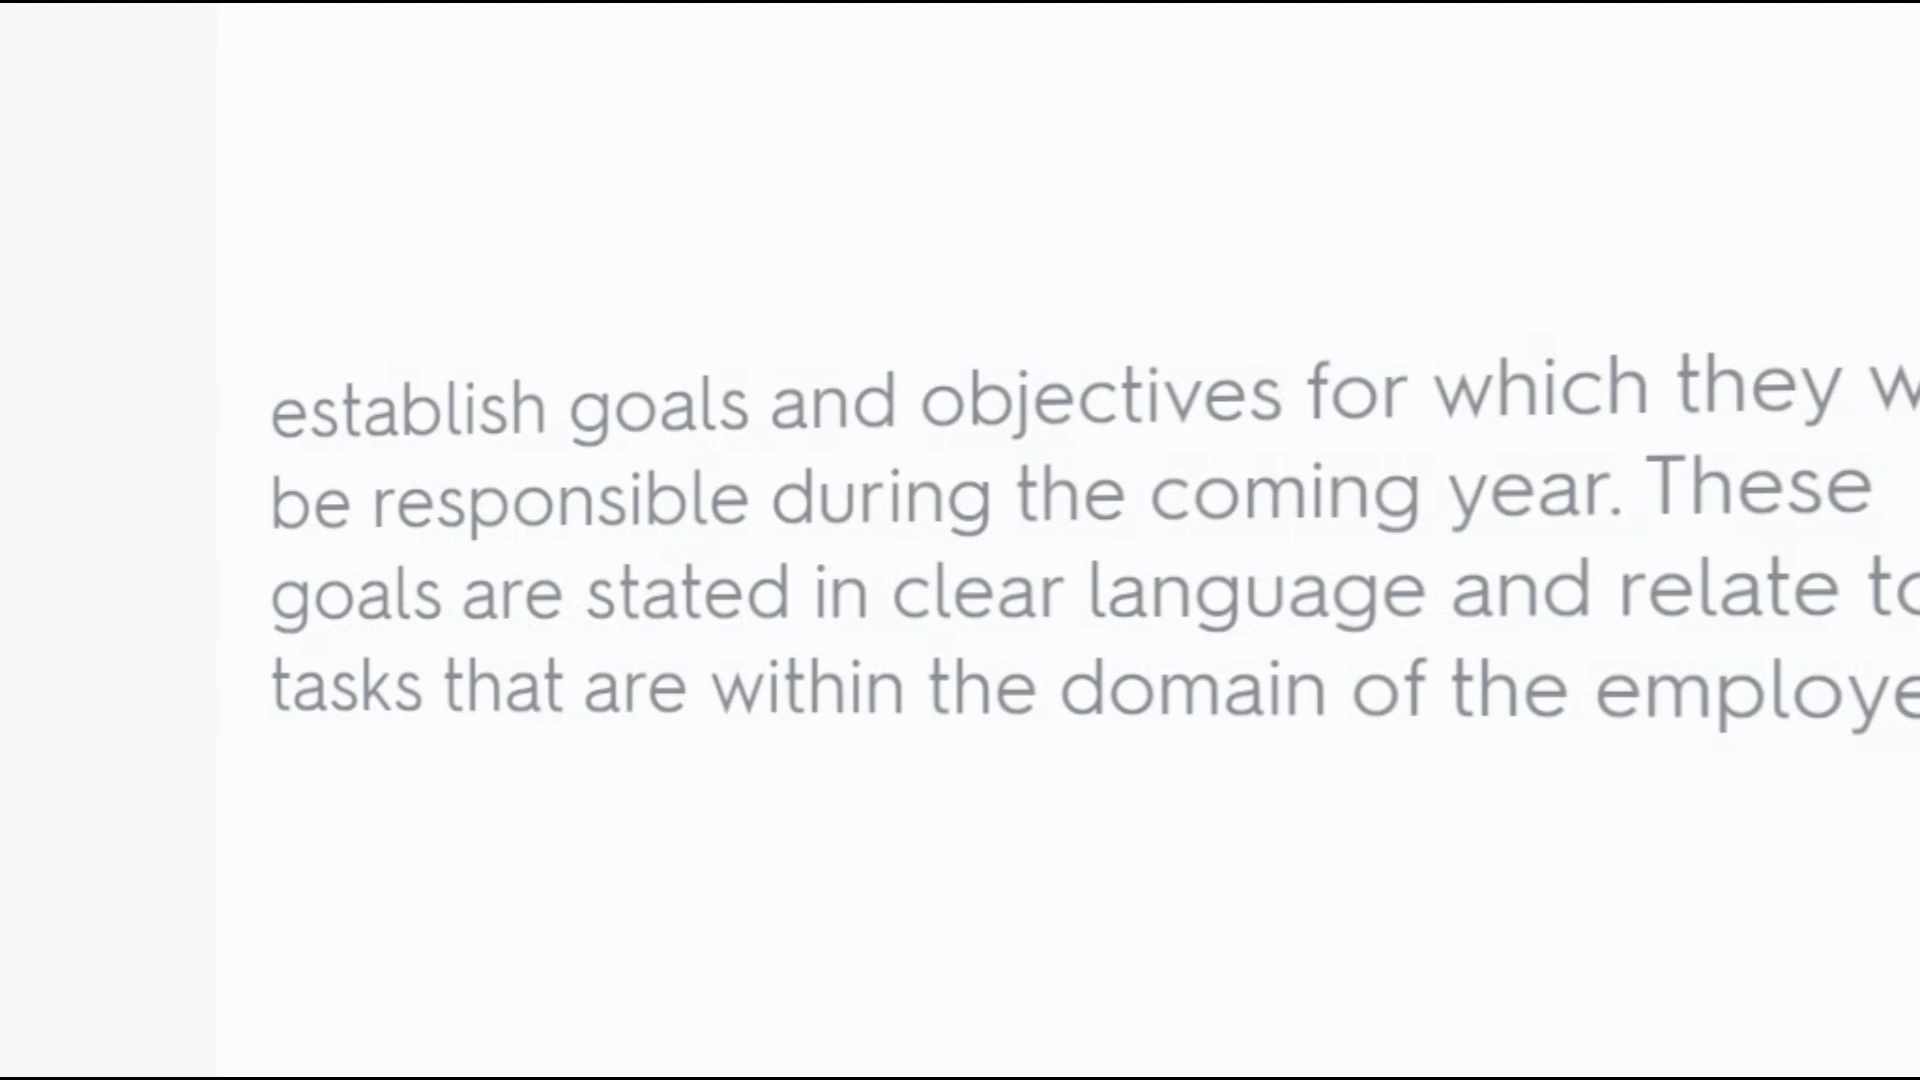 establish goals and objectives for which they w
be responsible during the coming year. These
goals are stated in clear language and relate to
tasks that are within the domain of the employe